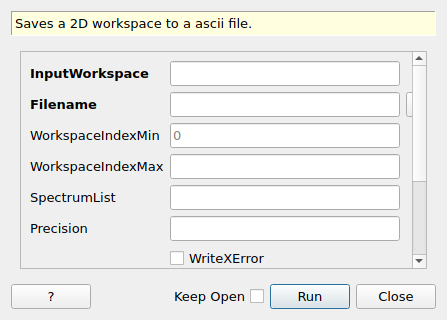 Saves a 2D workspace to a ascii file.
InputWorkspace
Filename
WorkspaceIndexMin 0
WorkspaceIndexMax
SpectrumList
Precision
WriteXError
? Keep Open Run Close